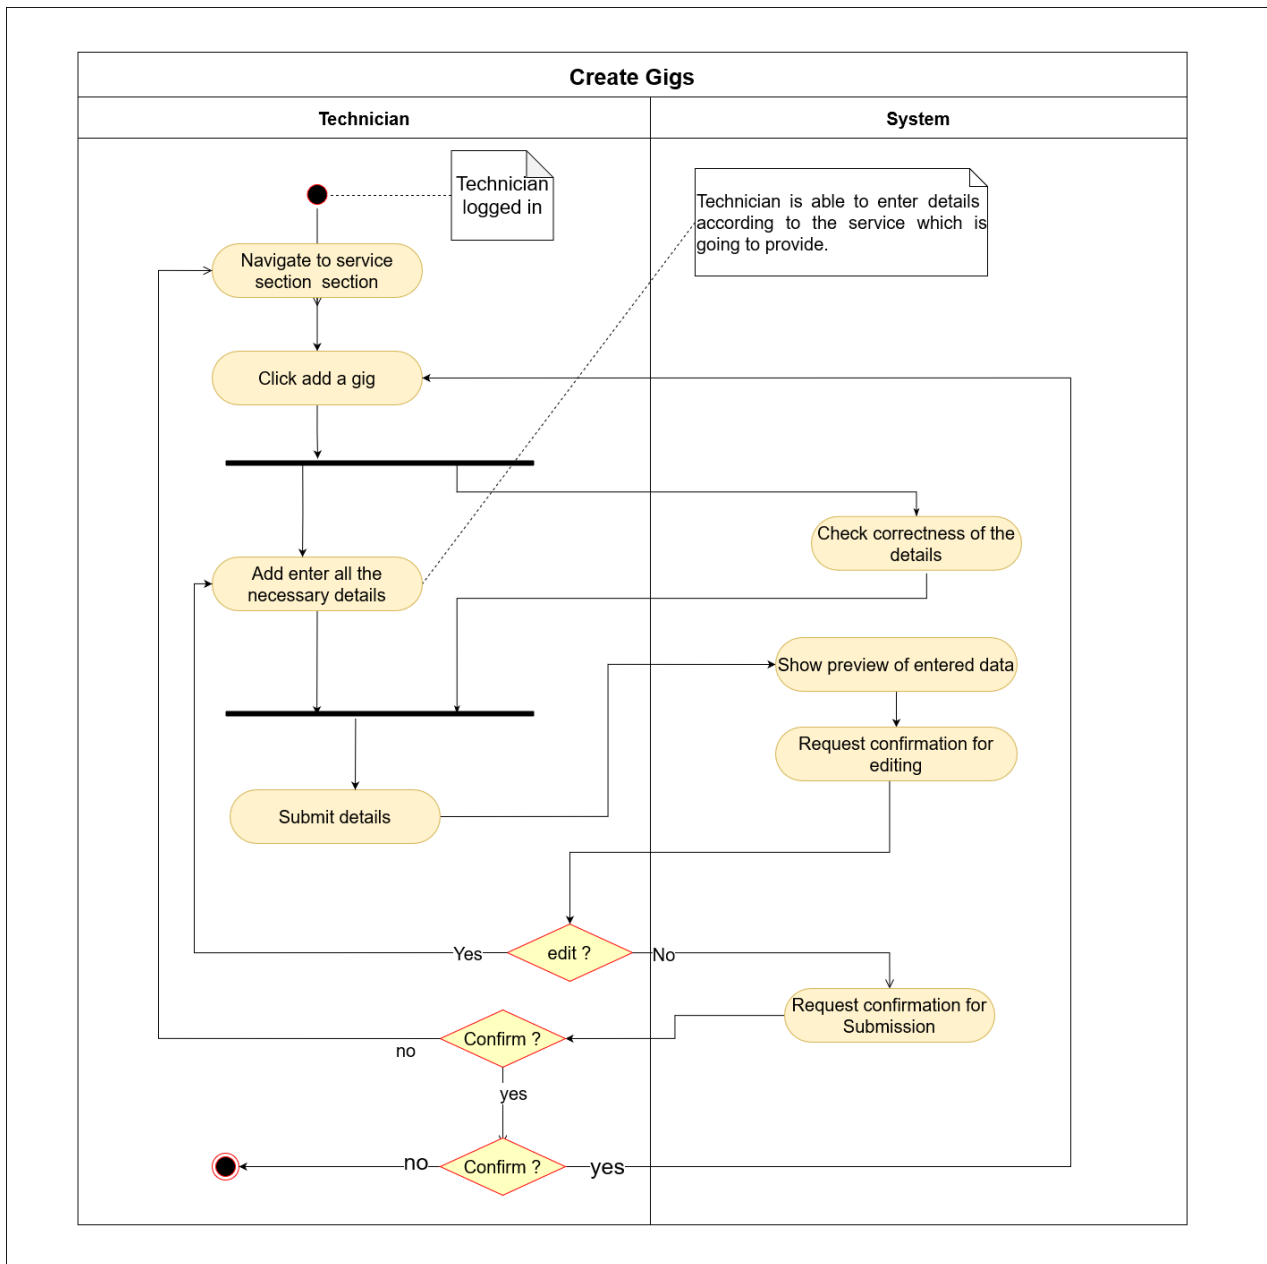 Create Gigs
Technician
System
Technician
logged in
Technician is able to enter details
according to the service which is
going to provide.
Navigate to service
section  section
Click add a gig
Check correctness of the
details
Add enter all the
necessary details
Show preview of entered data
Request confirmation for
editing
Submit details
Yes
edit ?
No
Request confirmation for
Submission
Confirm ?
no
yes
no
Confirm ?
yes